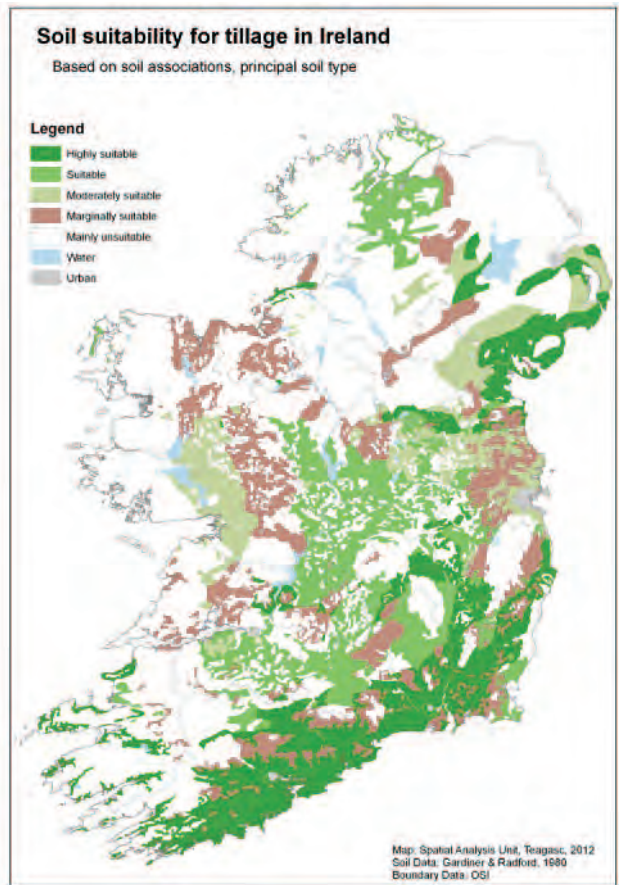 Soil suitability for tillage in Ireland
Based on soil associations, principal soil type
Legend
Highly suitable
Suitable
Moderately suitable
Marginally suitable
Mainly unsuitable
Water
Urban
Map: Spatial Analysis Unit, Teagasc, 2012
Soil Data: Gardiner & Radford, 1980
Boundary Data: OSI